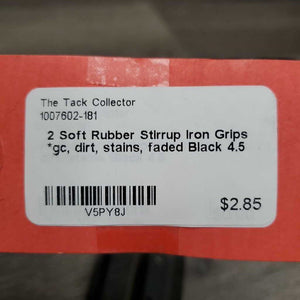 The Tack Collector
1007602-181
2 Soft Rubber Stirrup Iron Grips
*gc, dirt, stains, faded Black 4.5
V5PY8J
$2.85